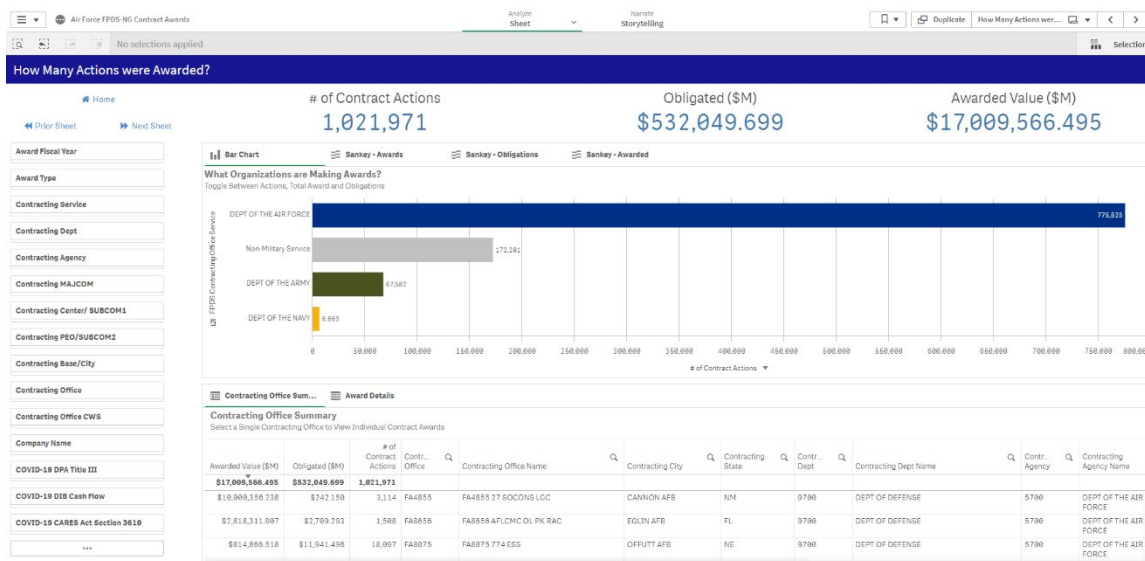 Air Force FPDS-NG Contract Awards
Analyze
Sheet
Narrate
Storytelling
Duplicate
How Many Actions wer...
No selections applied
Selection
How Many Actions were Awarded?
Home
Prior Sheet
Next Sheet
# of Contract Actions
1,021,971
Obligated ($M)
$532,049.699
Awarded Value ($M)
$17,009,566.495
Award Fiscal Year
Award Type
Contracting Service
Contracting Dept
Contracting Agency
Contracting MAJCOM
Contracting Center/ SUBCOM1
Contracting PEO/SUBCOM2
Contracting Base/City
Contracting Office
Contracting Office CWS
Company Name
COVID-19 DPA Title III
COVID-19 DIB Cash Flow
COVID-19 CARES Act Section 3610
...
Bar Chart
Sankey - Awards
Sankey - Obligations
Sankey - Awarded
What Organizations are Making Awards?
Toggle Between Actions, Total Award and Obligations
FPDS-Contracting Office Service
DEPT OF THE AIR FORCE
775,525
Non-Military Service
172,201
DEPT OF THE ARMY
67,582
DEPT OF THE NAVY
6,663
0 50,000 100,000 150,000 200,000 250,000 300,000 350,000 400,000 450,000 500,000 550,000 600,000 650,000 700,000 750,000
# of Contract Actions
Contracting Office Sum...
Award Details
Contracting Office Summary
Select a Single Contracting Office to View Individual Contract Awards
Awarded Value ($M) Obligated ($M) # of Contract Actions Contr... Office Contracting Office Name Contracting City Contracting State Contr... Dept Contracting Dept Name Contr... Agency Contracting Agency Name
$17,009,566.495 $532,049.699 1,021,971
$10,009,356.238 $242.150 3,114 FA4855 FA4855 27 SOCONS LGC CANNON AFB NM 9700 DEPT OF DEFENSE 5700 DEPT OF THE AIR FORCE
$2,818,311.907 $2,709.293 1,508 FA8656 FA8656 AFLCMC OL PK RAC EGLIN AFB FL 9700 DEPT OF DEFENSE 5700 DEPT OF THE AIR FORCE
$814,866.518 $11,941.496 18,097 FA8075 FA8075 774 ESS OFFUTT AFB NE 9700 DEPT OF DEFENSE 5700 DEPT OF THE AIR FORCE